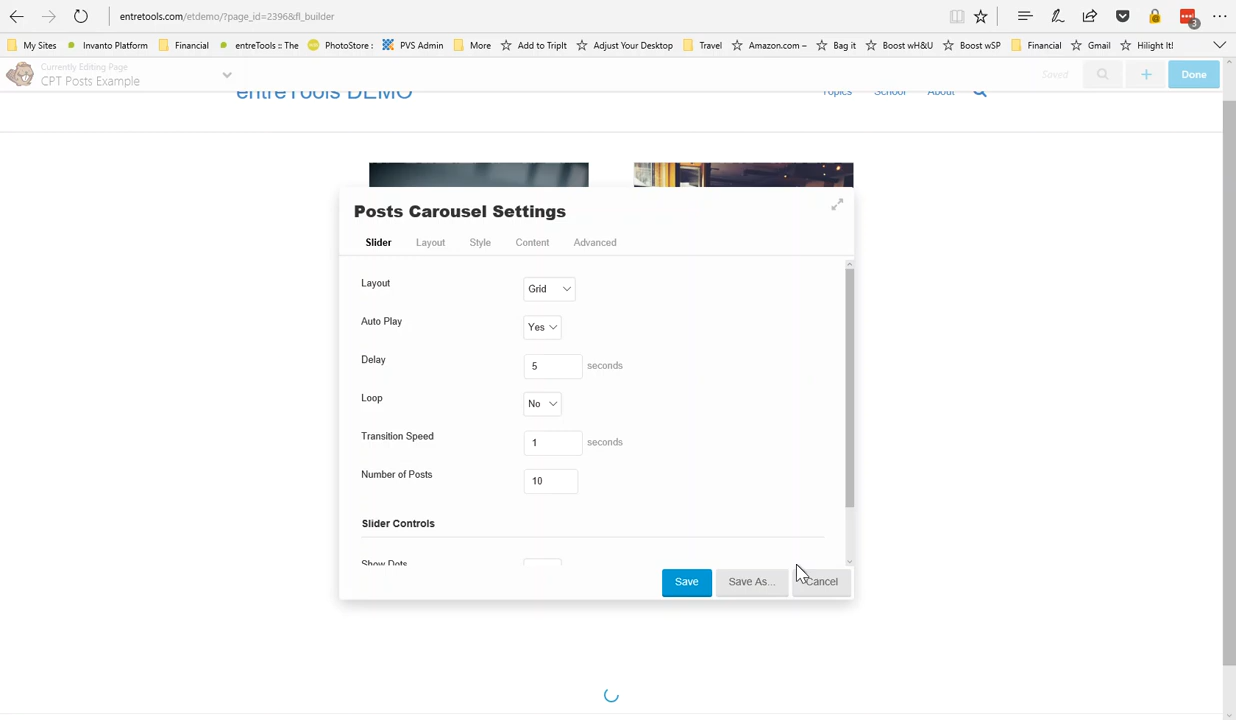 entretools.com/etdemo/?page_id=2396&fl_builder
3
My Sites Invanto Platform Financial entreTools :: The PhotoStore : PVS Admin More Add to TripIt Adjust Your Desktop Travel Amazon.com – Bag it Boost wH&U Boost wSP Financial Gmail Hilight It!
Currently Editing Page
CPT Posts Example
Saved
Done
entreTools DEMO
Topics School About
Posts Carousel Settings
Slider Layout Style Content Advanced
Layout Grid
Auto Play Yes
Delay 5 seconds
Loop No
Transition Speed 1 seconds
Number of Posts 10
Slider Controls
Show Dots
Save Save As... Cancel